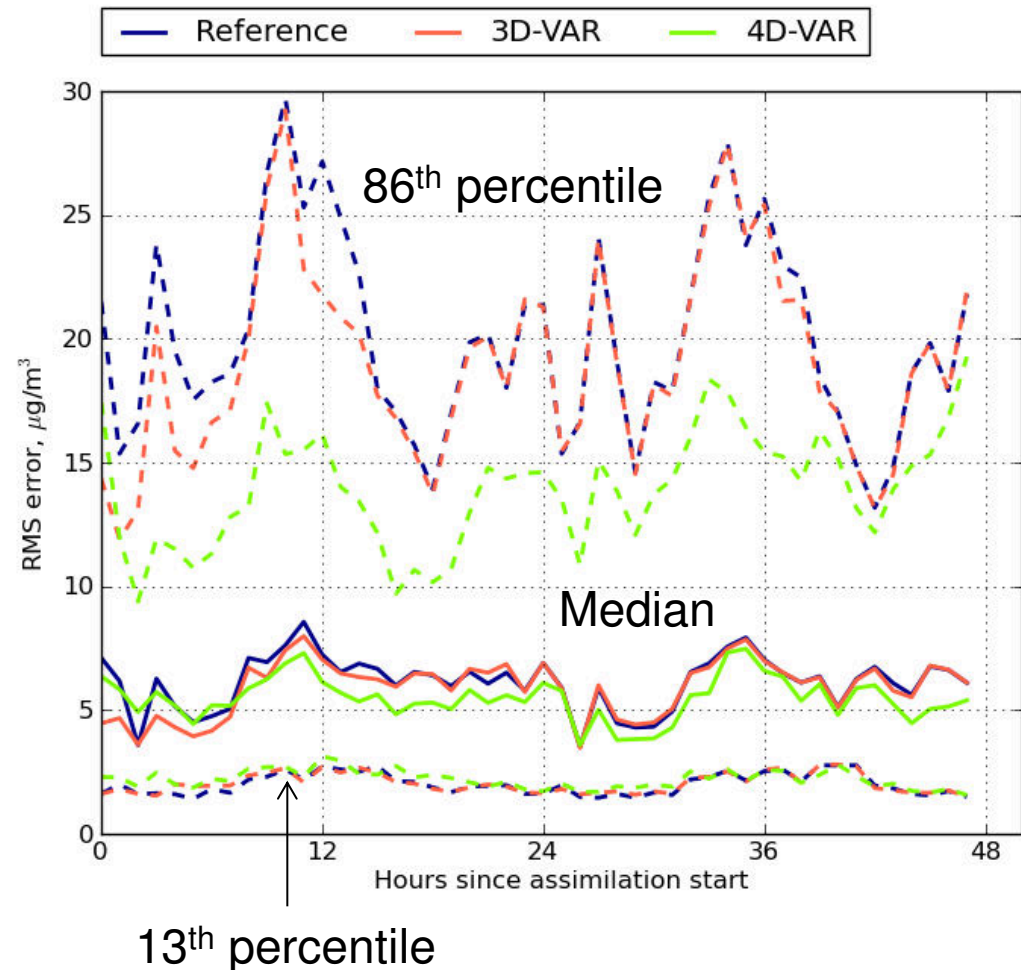 Reference 3D-VAR 4D-VAR
30
25
20
15
10
5
0
RMS error, μg/m³
86th percentile
Median
0 12 24 36 48
Hours since assimilation start
13th percentile